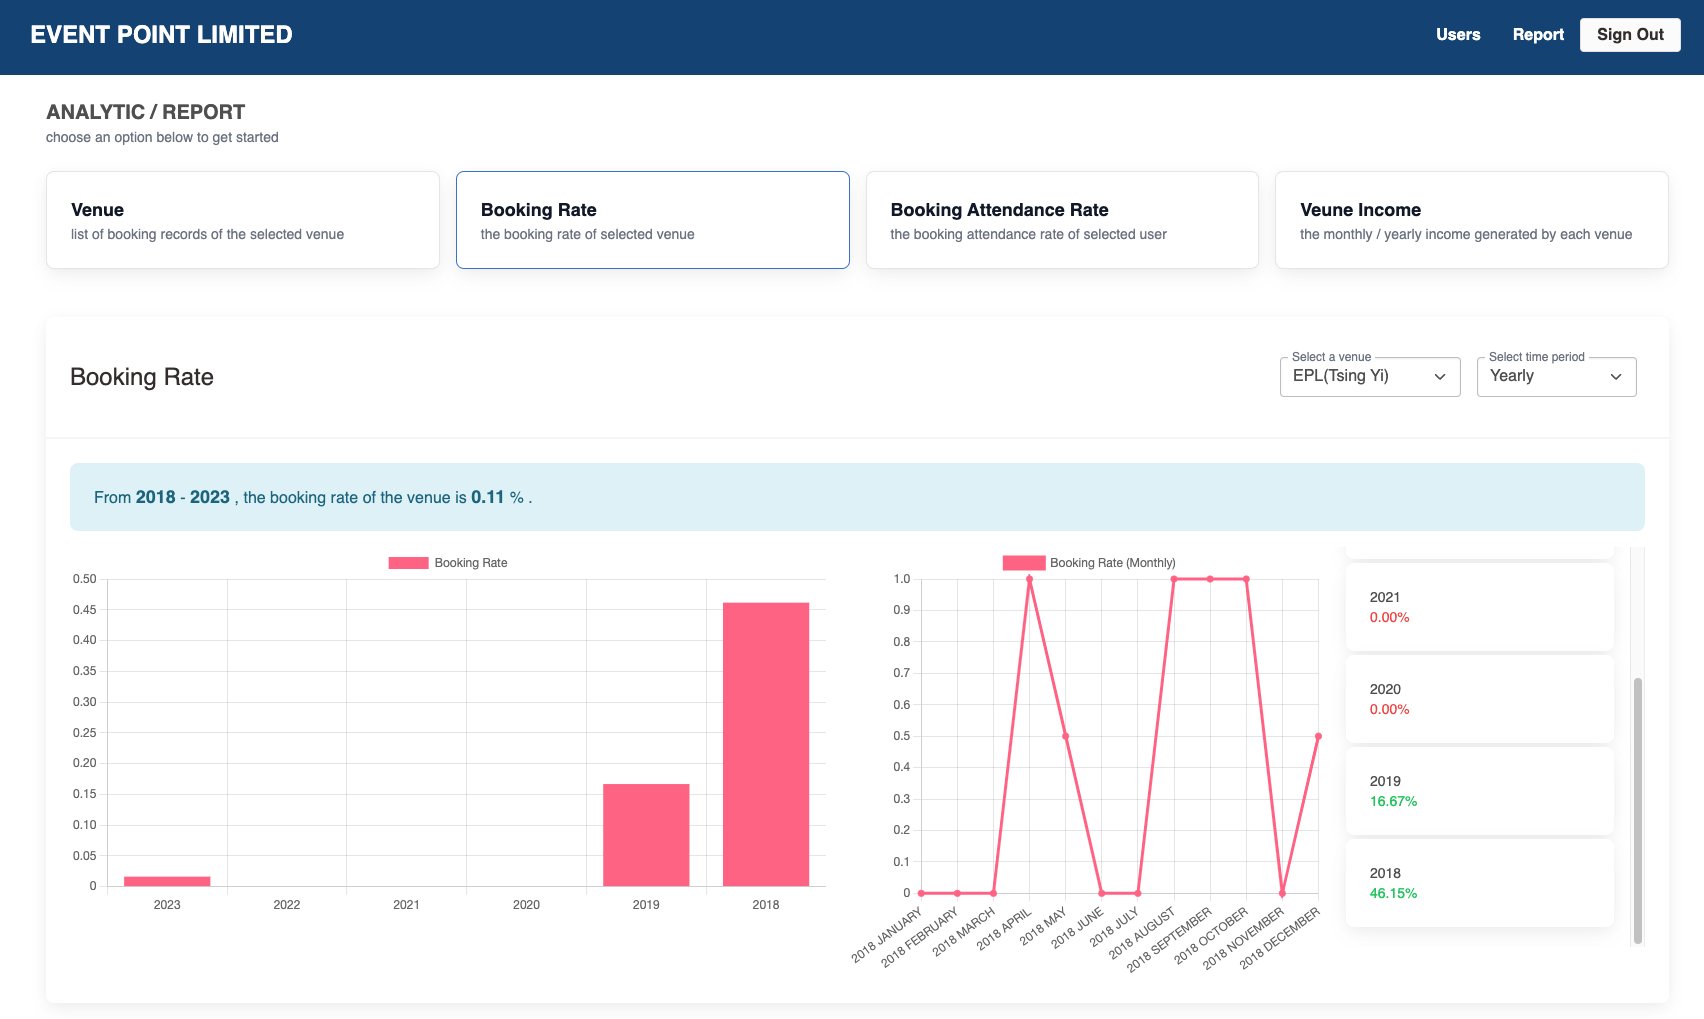 EVENT POINT LIMITED
Users Report Sign Out
ANALYTIC / REPORT
choose an option below to get started
Venue
list of booking records of the selected venue
Booking Rate
the booking rate of selected venue
Booking Attendance Rate
the booking attendance rate of selected user
Veune Income
the monthly / yearly income generated by each venue
Booking Rate
Select a venue
EPL(Tsing Yi)
Select time period
Yearly
From 2018 - 2023 , the booking rate of the venue is 0.11 % .
Booking Rate
0.50
0.45
0.40
0.35
0.30
0.25
0.20
0.15
0.10
0.05
0
2023 2022 2021 2020 2019 2018
Booking Rate (Monthly)
1.0
0.9
0.8
0.7
0.6
0.5
0.4
0.3
0.2
0.1
0
2018 JANUARY
2018 FEBRUARY
2018 MARCH
2018 APRIL
2018 MAY
2018 JUNE
2018 JULY
2018 AUGUST
2018 SEPTEMBER
2018 OCTOBER
2018 NOVEMBER
2018 DECEMBER
2021
0.00%
2020
0.00%
2019
16.67%
2018
46.15%